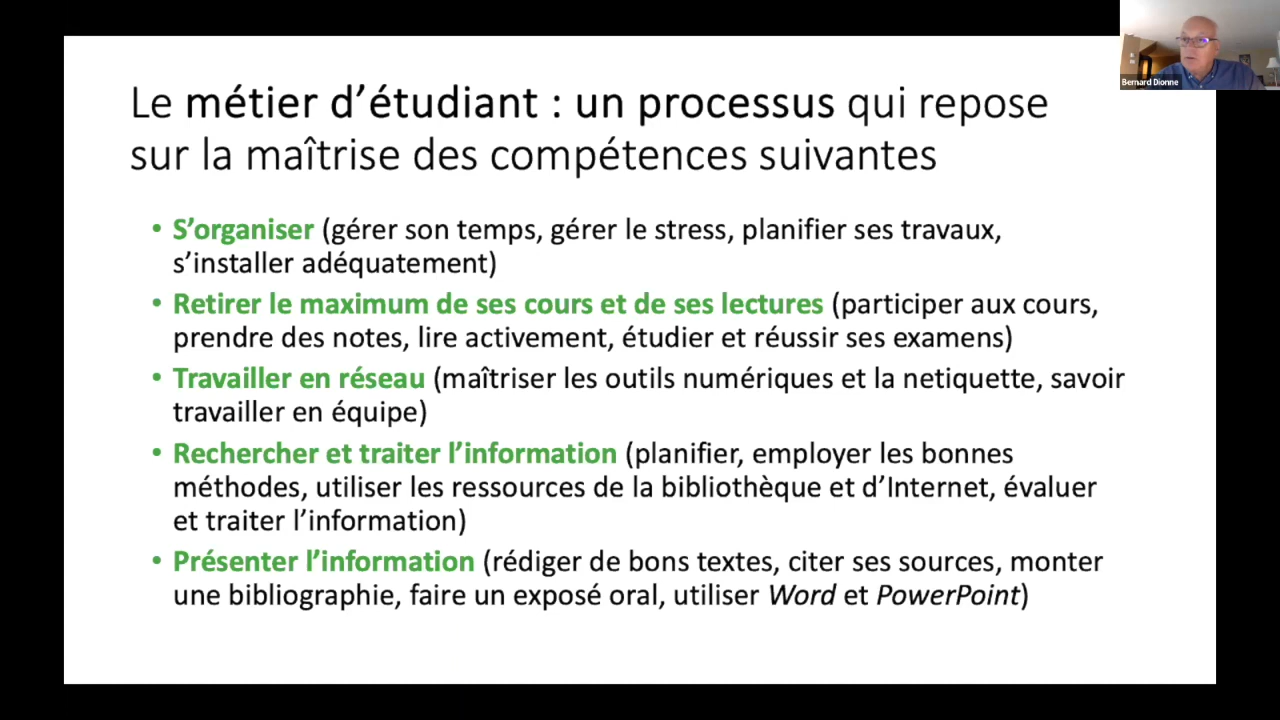 Le métier d’étudiant : un processus qui repose
sur la maîtrise des compétences suivantes
• S’organiser (gérer son temps, gérer le stress, planifier ses travaux,
s’installer adéquatement)
• Retirer le maximum de ses cours et de ses lectures (participer aux cours,
prendre des notes, lire activement, étudier et réussir ses examens)
• Travailler en réseau (maîtriser les outils numériques et la netiquette, savoir
travailler en équipe)
• Rechercher et traiter l’information (planifier, employer les bonnes
méthodes, utiliser les ressources de la bibliothèque et d’Internet, évaluer
et traiter l’information)
• Présenter l’information (rédiger de bons textes, citer ses sources, monter
une bibliographie, faire un exposé oral, utiliser Word et PowerPoint)
Bernard Dionne